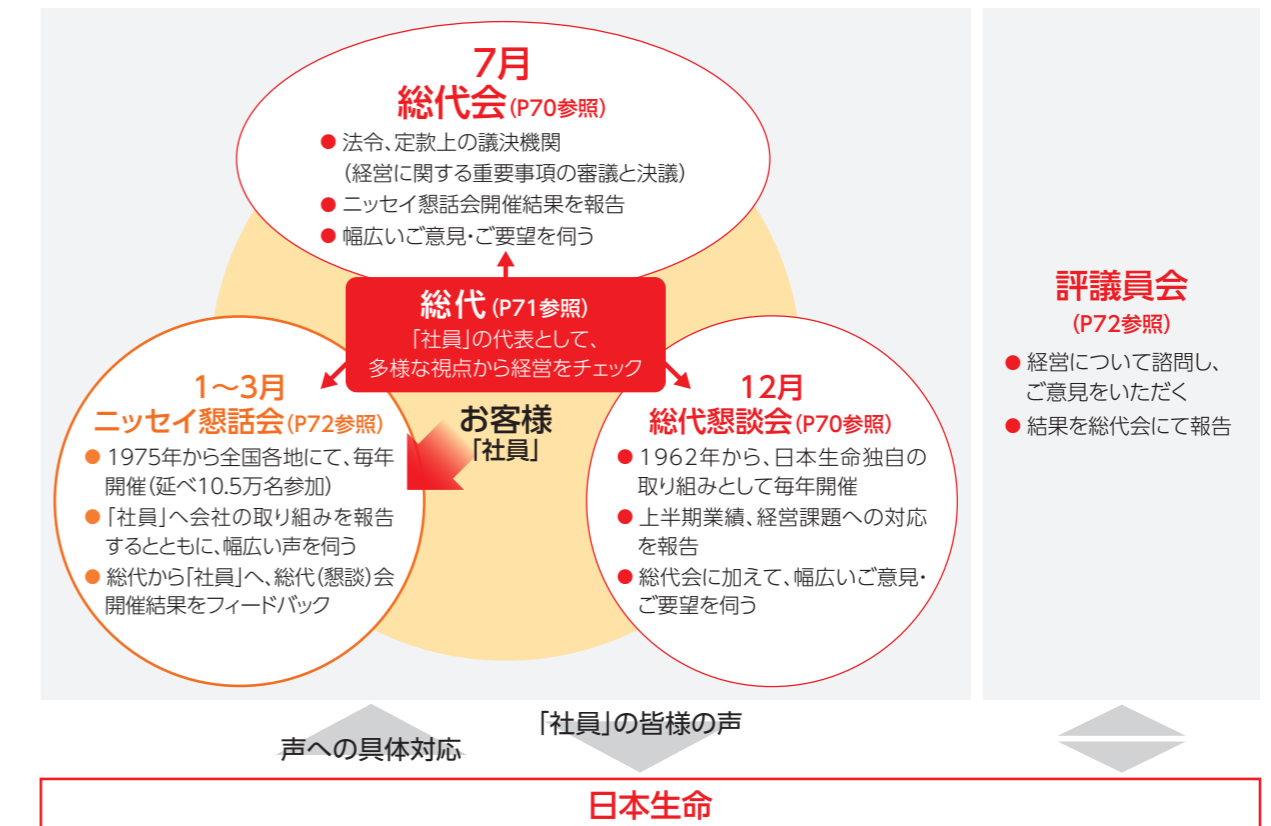 7月
総代会(P70参照)
● 法令、定款上の議決機関
(経営に関する重要事項の審議と決議)
● ニッセイ懇話会開催結果を報告
● 幅広いご意見・ご要望を伺う
総代(P71参照)
「社員」の代表として、
多様な視点から経営をチェック
1〜3月
ニッセイ懇話会(P72参照)
● 1975年から全国各地にて、毎年
開催(延べ10.5万名参加)
● 「社員」へ会社の取り組みを報告
するとともに、幅広い声を伺う
● 総代から「社員」へ、総代(懇談)会
開催結果をフィードバック
お客様
「社員」
12月
総代懇談会(P70参照)
● 1962年から、日本生命独自の
取り組みとして毎年開催
● 上半期業績、経営課題への対応
を報告
● 総代会に加えて、幅広いご意見・
ご要望を伺う
評議員会
(P72参照)
● 経営について諮問し、
ご意見をいただく
● 結果を総代会にて報告
声への具体対応
「社員」の皆様の声
日本生命